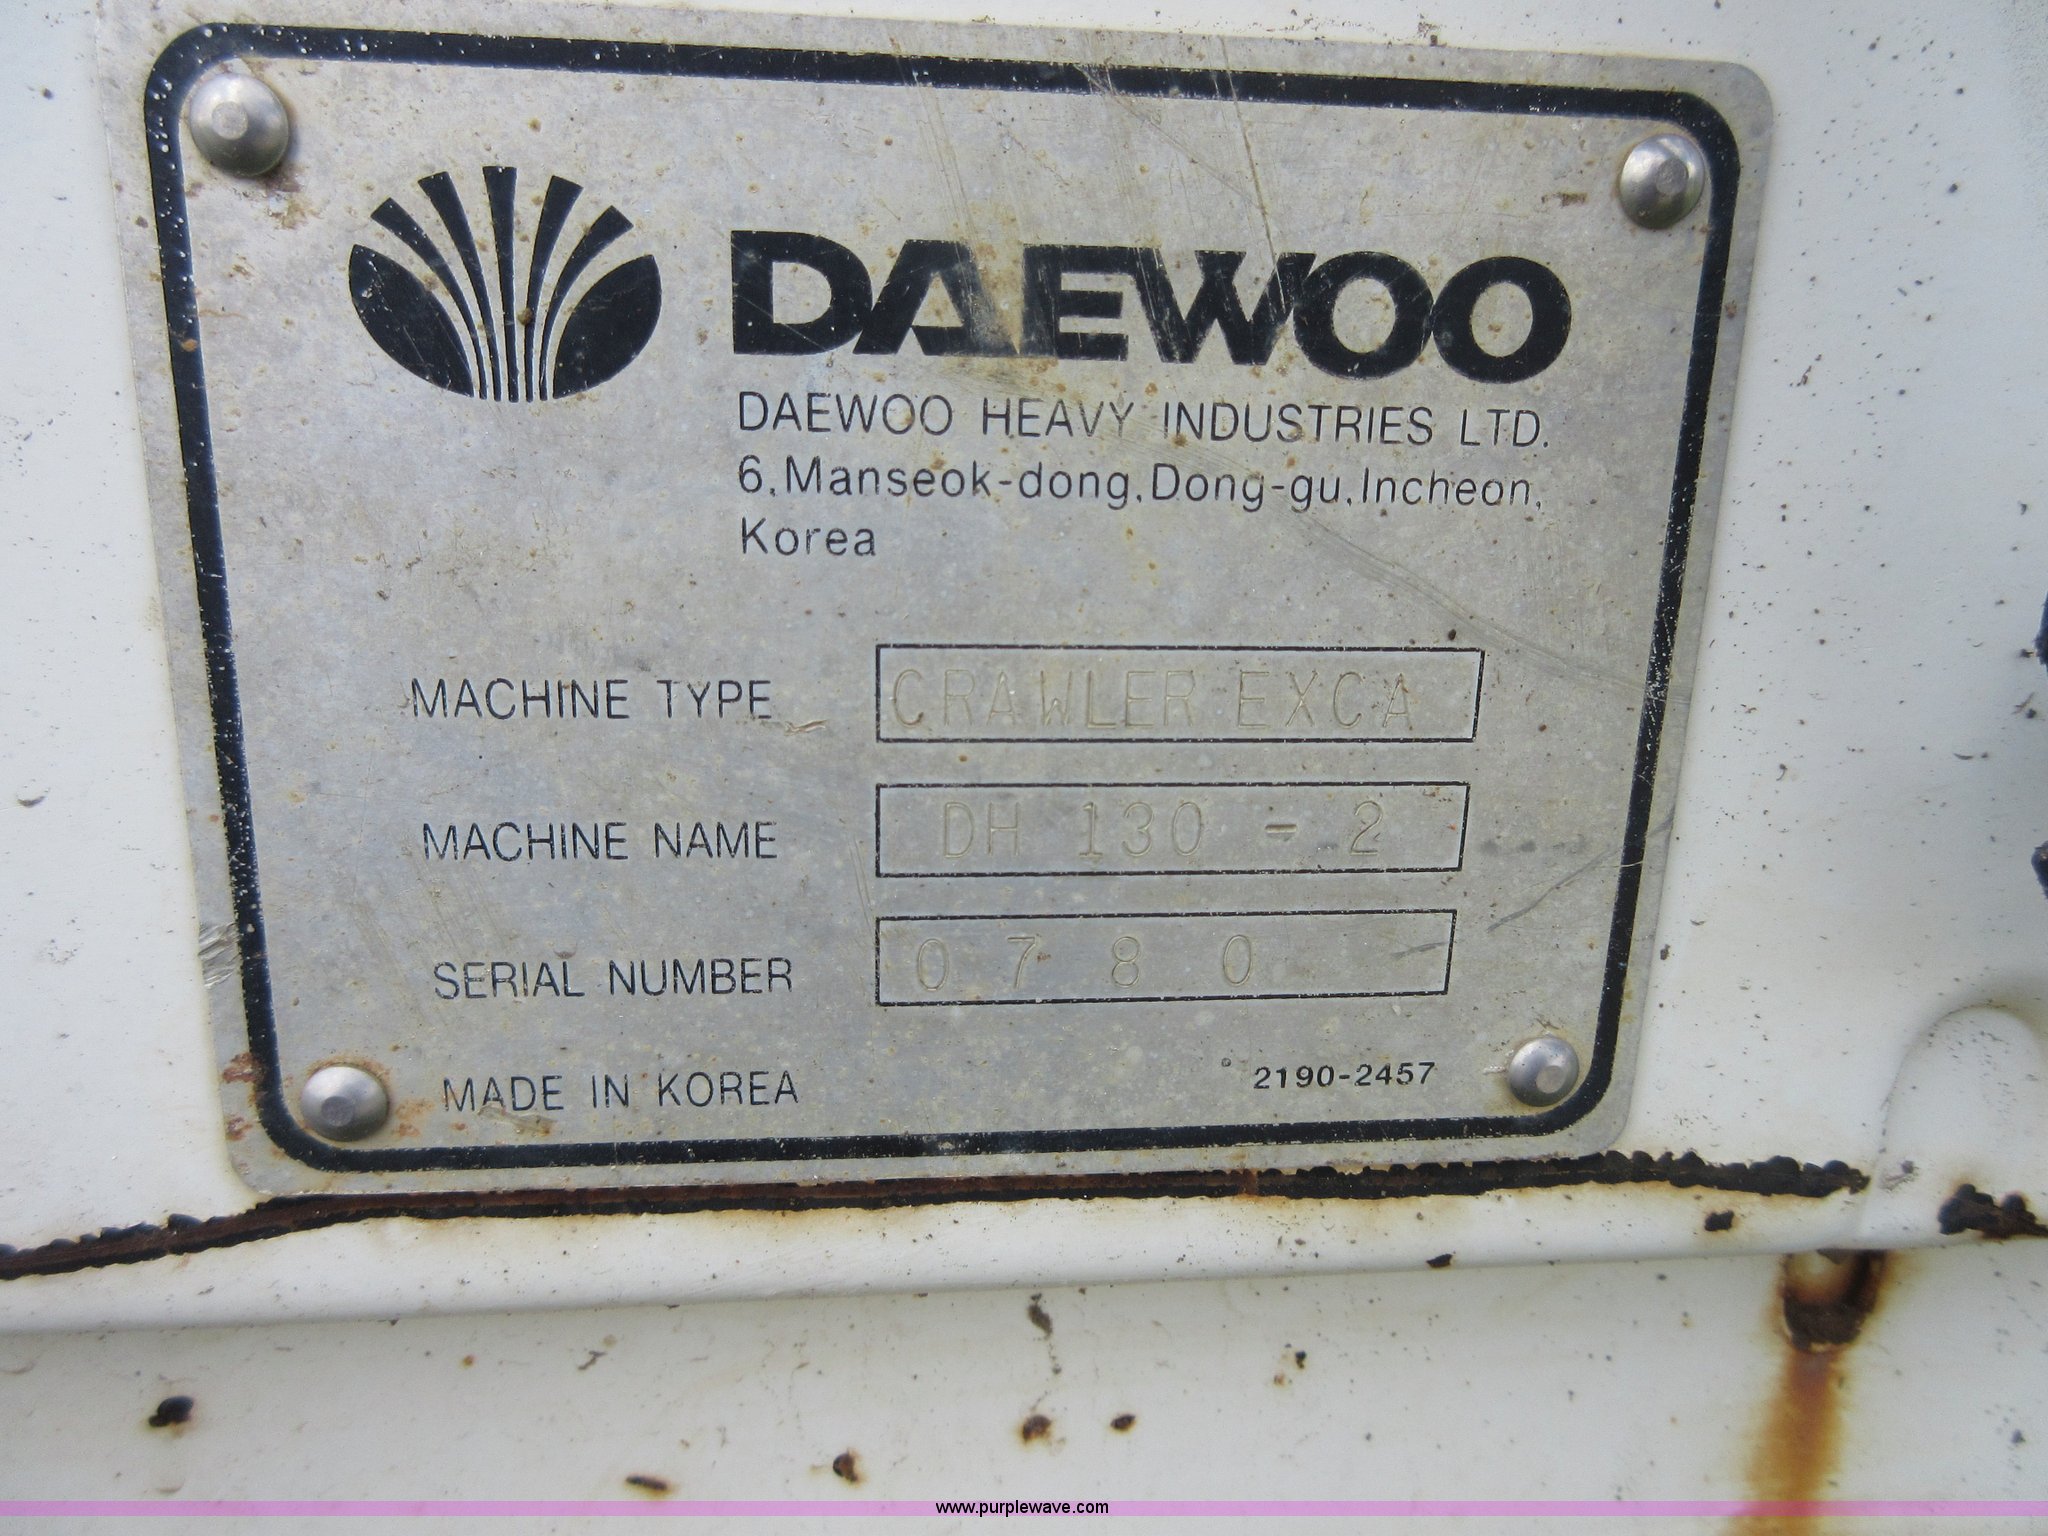 DAEWOO
DAEWOO HEAVY INDUSTRIES LTD.
6,Manseok-dong,Dong-gu,Incheon,
Korea
MACHINE TYPE CRAWLER EXCA
MACHINE NAME DH 130 - 2
SERIAL NUMBER 0780
MADE IN KOREA 2190-2457
www.purplewave.com